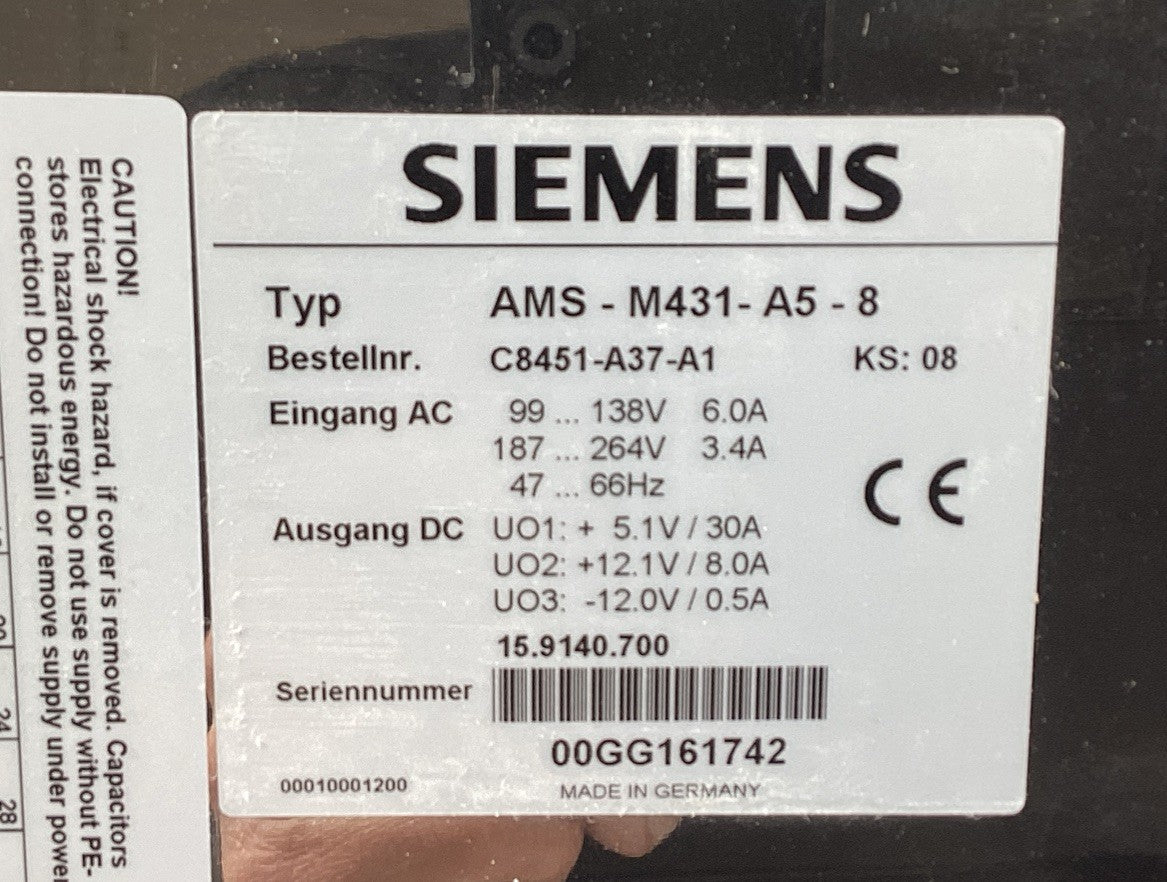 CAUTION!
Electrical shock hazard, if cover is removed. Capacitors
stores hazardous energy. Do not use supply without PE-
connection! Do not install or remove supply under power
24
28
SIEMENS
Typ AMS - M431- A5 - 8
Bestellnr. C8451-A37-A1 KS: 08
Eingang AC 99 ... 138V 6.0A
187 ... 264V 3.4A
47 ... 66Hz
Ausgang DC UO1: + 5.1V / 30A
UO2: +12.1V / 8.0A
UO3: -12.0V / 0.5A
15.9140.700
Seriennummer
00GG161742
00010001200 MADE IN GERMANY
CE